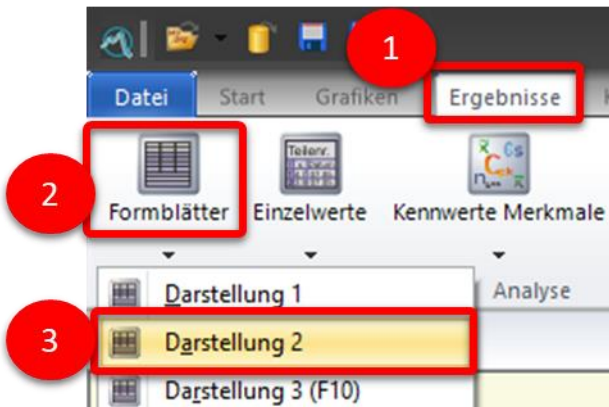 1
Datei Start Grafiken Ergebnisse
2
Teilenr.
Formblätter Einzelwerte Kennwerte Merkmale
Darstellung 1
Analyse
3
Darstellung 2
Darstellung 3 (F10)